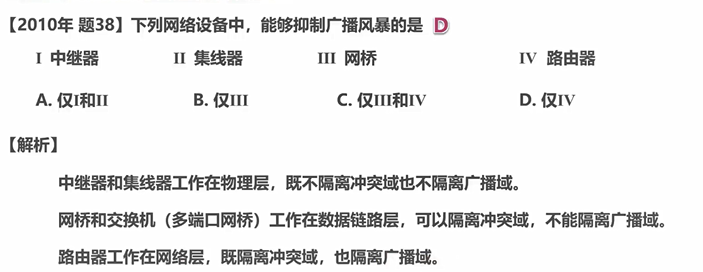 【2010年 题38】下列网络设备中，能够抑制广播风暴的是 D
I 中继器 II 集线器 III 网桥 IV 路由器
A. 仅I和II B. 仅III C. 仅III和IV D. 仅IV
【解析】
中继器和集线器工作在物理层，既不隔离冲突域也不隔离广播域。
网桥和交换机（多端口网桥）工作在数据链路层，可以隔离冲突域，不能隔离广播域。
路由器工作在网络层，既隔离冲突域，也隔离广播域。